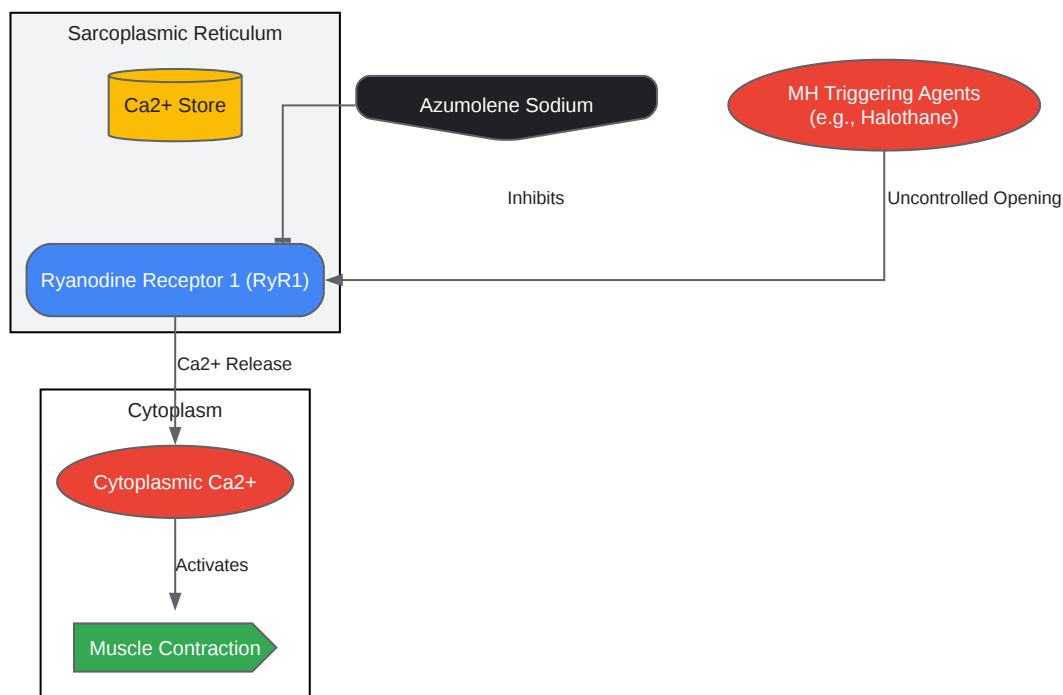 Sarcoplasmic Reticulum
Ca2+ Store
Azumolene Sodium
MH Triggering Agents
(e.g., Halothane)
Inhibits
Uncontrolled Opening
Ryanodine Receptor 1 (RyR1)
Ca2+ Release
Cytoplasm
Cytoplasmic Ca2+
Activates
Muscle Contraction